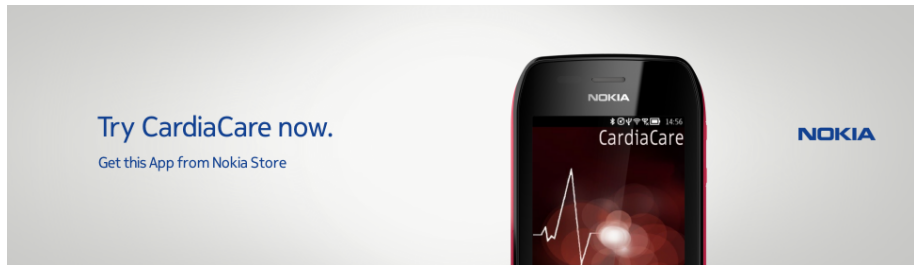 Try CardiaCare now.
Get this App from Nokia Store
NOKIA
14:56
CardiaCare
NOKIA